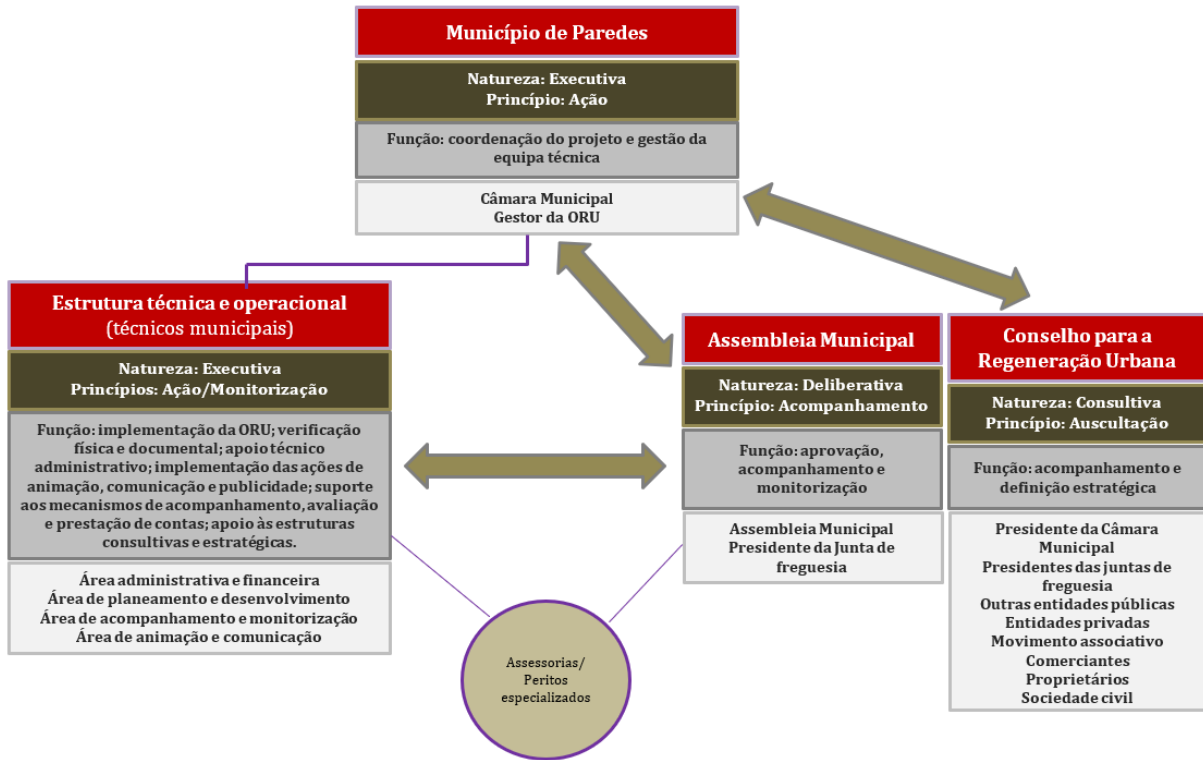 Município de Paredes
Natureza: Executiva
Princípio: Ação
Função: coordenação do projeto e gestão da
equipa técnica
Câmara Municipal
Gestor da ORU
Estrutura técnica e operacional
(técnicos municipais)
Natureza: Executiva
Princípios: Ação/Monitorização
Função: implementação da ORU; verificação
física e documental; apoio técnico
administrativo; implementação das ações de
animação, comunicação e publicidade; suporte
aos mecanismos de acompanhamento, avaliação
e prestação de contas; apoio às estruturas
consultivas e estratégicas.
Área administrativa e financeira
Área de planeamento e desenvolvimento
Área de acompanhamento e monitorização
Área de animação e comunicação
Assembleia Municipal
Natureza: Deliberativa
Princípio: Acompanhamento
Função: aprovação,
acompanhamento e
monitorização
Assembleia Municipal
Presidente da Junta de
freguesia
Conselho para a
Regeneração Urbana
Natureza: Consultiva
Princípio: Auscultação
Função: acompanhamento e
definição estratégica
Presidente da Câmara
Municipal
Presidentes das juntas de
freguesia
Outras entidades públicas
Entidades privadas
Movimento associativo
Comerciantes
Proprietários
Sociedade civil
Assessorias/
Peritos
especializados